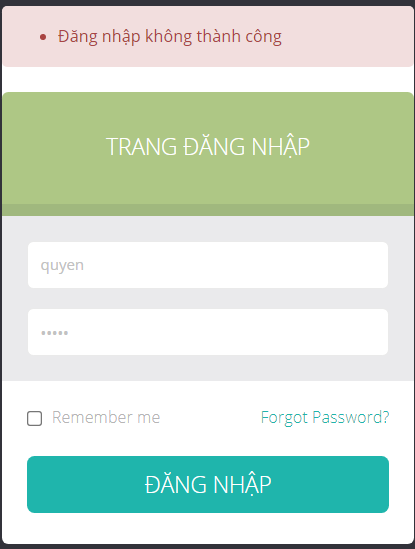 Đăng nhập không thành công
TRANG ĐĂNG NHẬP
quyen
•••••
Remember me
Forgot Password?
ĐĂNG NHẬP